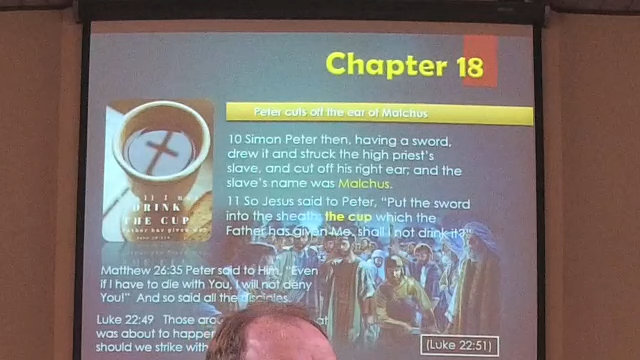 Chapter 18
Peter cuts off the ear of Malchus
10 Simon Peter then, having a sword,
drew it and struck the high priest's
slave, and cut off his right ear; and the
slave's name was Malchus.
11 So Jesus said to Peter, "Put the sword
into the sheath; the cup which the
Father has given Me, shall I not drink it?"
DRINK
THE CUP
Father has given
Matthew 26:35 Peter said to Him, "Even
if I have to die with You, I will not deny
You!" And so said all the disciples.
Luke 22:49 Those
was about to
should we strike with
(Luke 22:51)